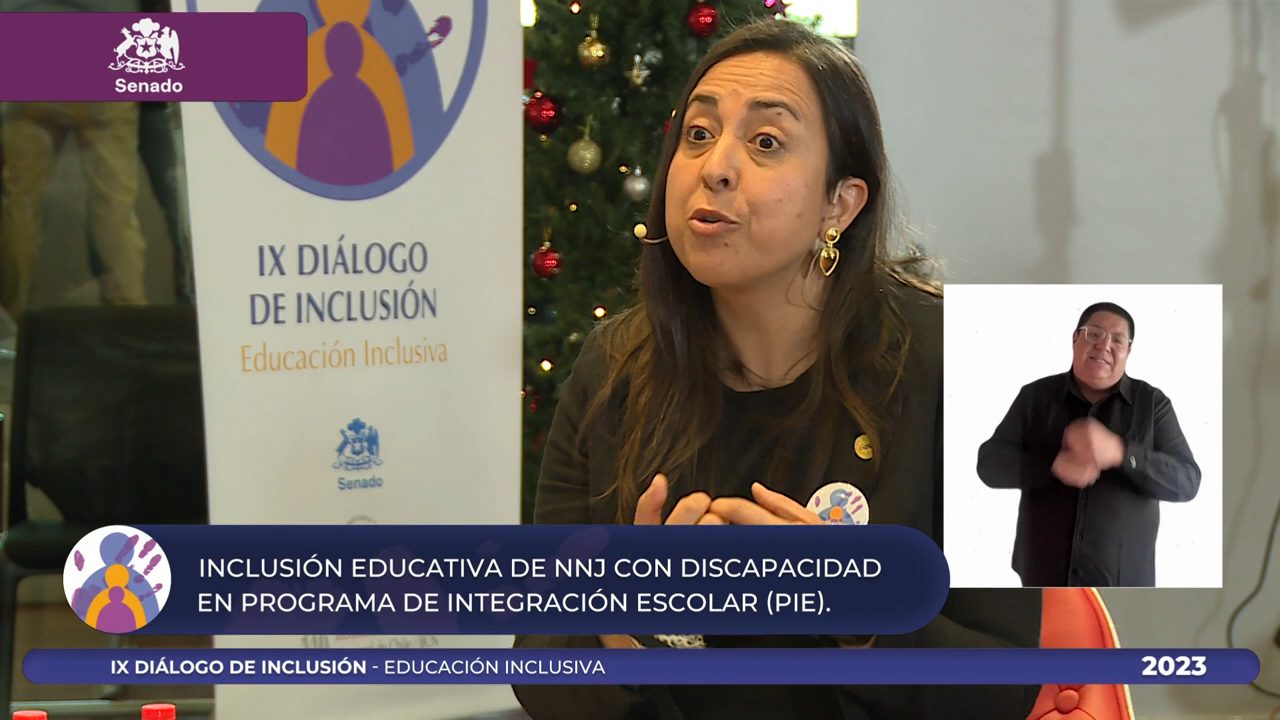 Senado
IX DIÁLOGO
DE INCLUSIÓN
Educación Inclusiva
Senado
INCLUSIÓN EDUCATIVA DE NNJ CON DISCAPACIDAD
EN PROGRAMA DE INTEGRACIÓN ESCOLAR (PIE).
IX DIÁLOGO DE INCLUSIÓN - EDUCACIÓN INCLUSIVA
2023